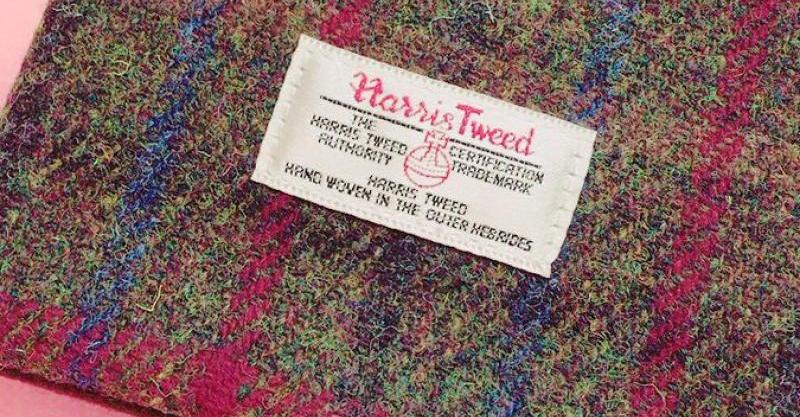 Harris Tweed
THE HARRIS TWEED AUTHORITY
CERTIFICATION TRADEMARK
HARRIS TWEED
HAND WOVEN IN THE OUTER HEBRIDES